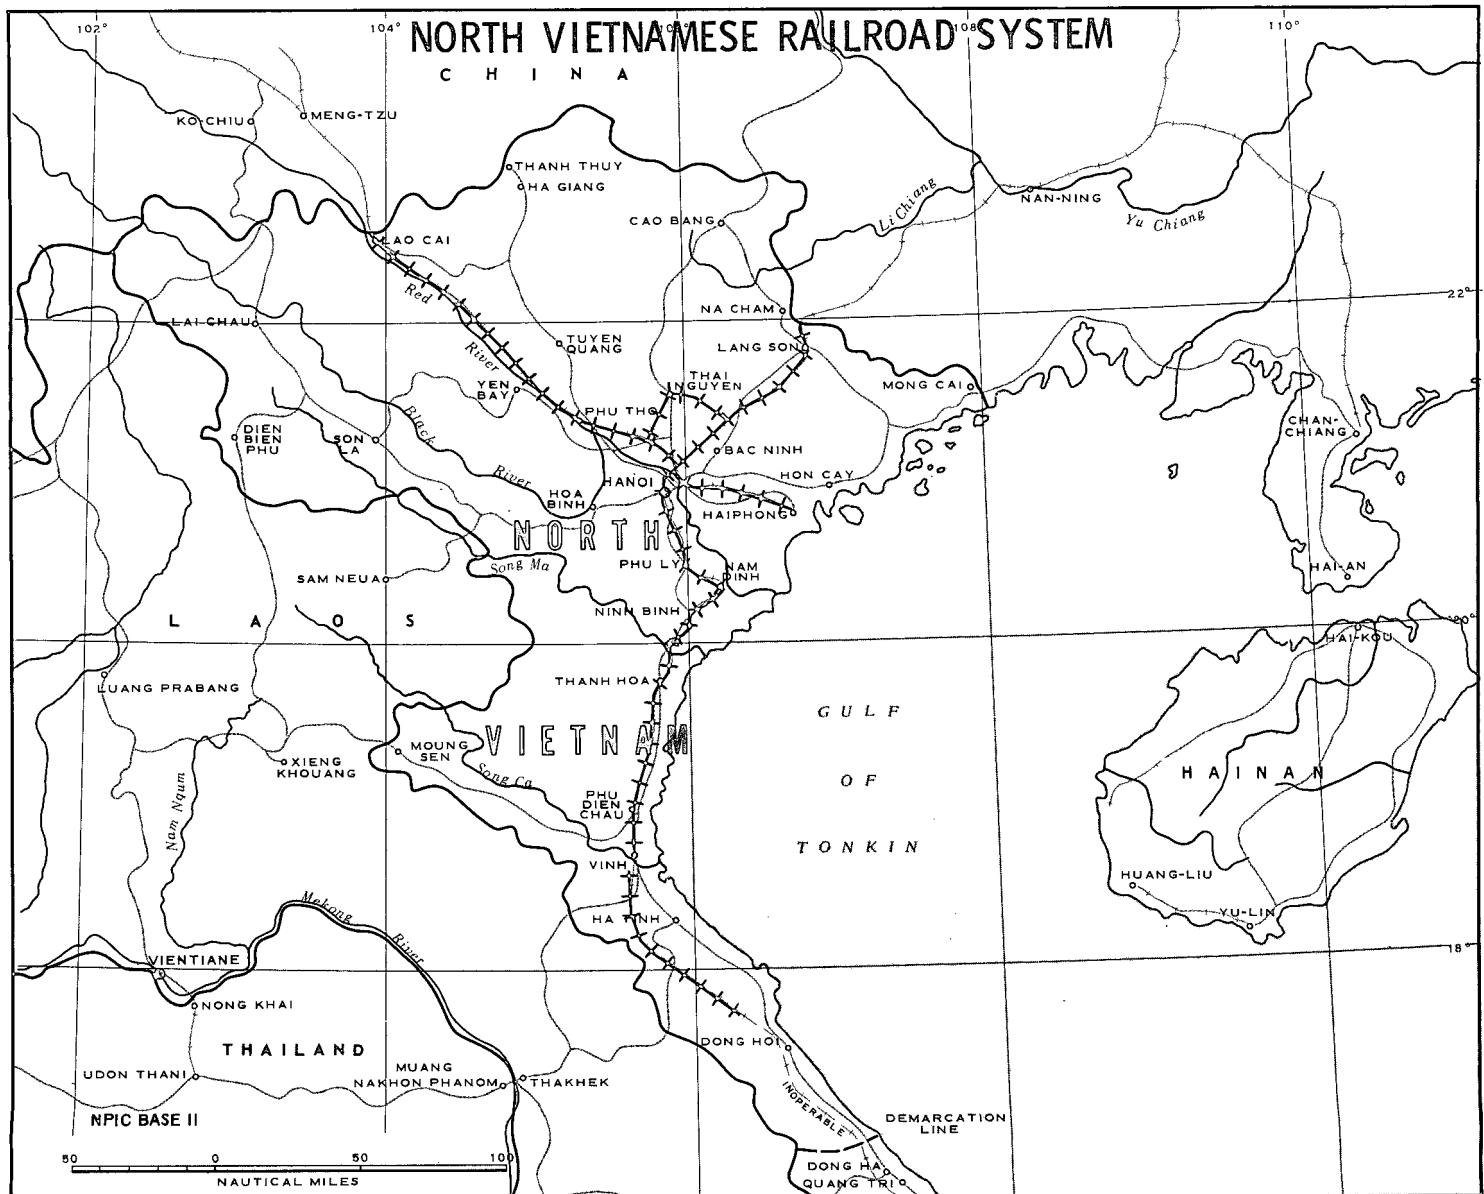 NORTH VIETNAMESE RAILROAD SYSTEM
102°
104°
108°
110°
CHINA
KO-CHIU
MENG-TZU
THANH THUY
HA GIANG
CAO BANG
Li Chiang
NAN-NING
Yu Chiang
LAO CAI
Red
River
22°
LAI CHAU
TUYEN
QUANG
NA CHAM
LANG SON
YEN
BAY
THAI
NGUYEN
MONG CAI
PHU THO
Black
River
DIEN
BIEN
PHU
SON
LA
BAC NINH
CHAN-
CHIANG
HANOI
HON CAY
HOA
BINH
HAIPHONG
NORTH
Song Ma
PHU LY
NAM
DINH
SAM NEUA
HAI-AN
NINH BINH
LAOS
20°
HAI-KOU
LUANG PRABANG
THANH HOA
GULF
OF
TONKIN
VIETNAM
MOUNG
SEN
XIENG
KHOUANG
Song Ca
HAINAN
Nam Ngum
PHU
DIEN
CHAU
VINH
HUANG-LIU
YU-LIN
Mekong
River
HA TINH
18°
VIENTIANE
NONG KHAI
THAILAND
DONG HOI
UDON THANI
MUANG
NAKHON PHANOM
THAKHEK
INOPERABLE
NPIC BASE II
DEMARCATION
LINE
50 0 50 100
NAUTICAL MILES
DONG HA
QUANG TRI